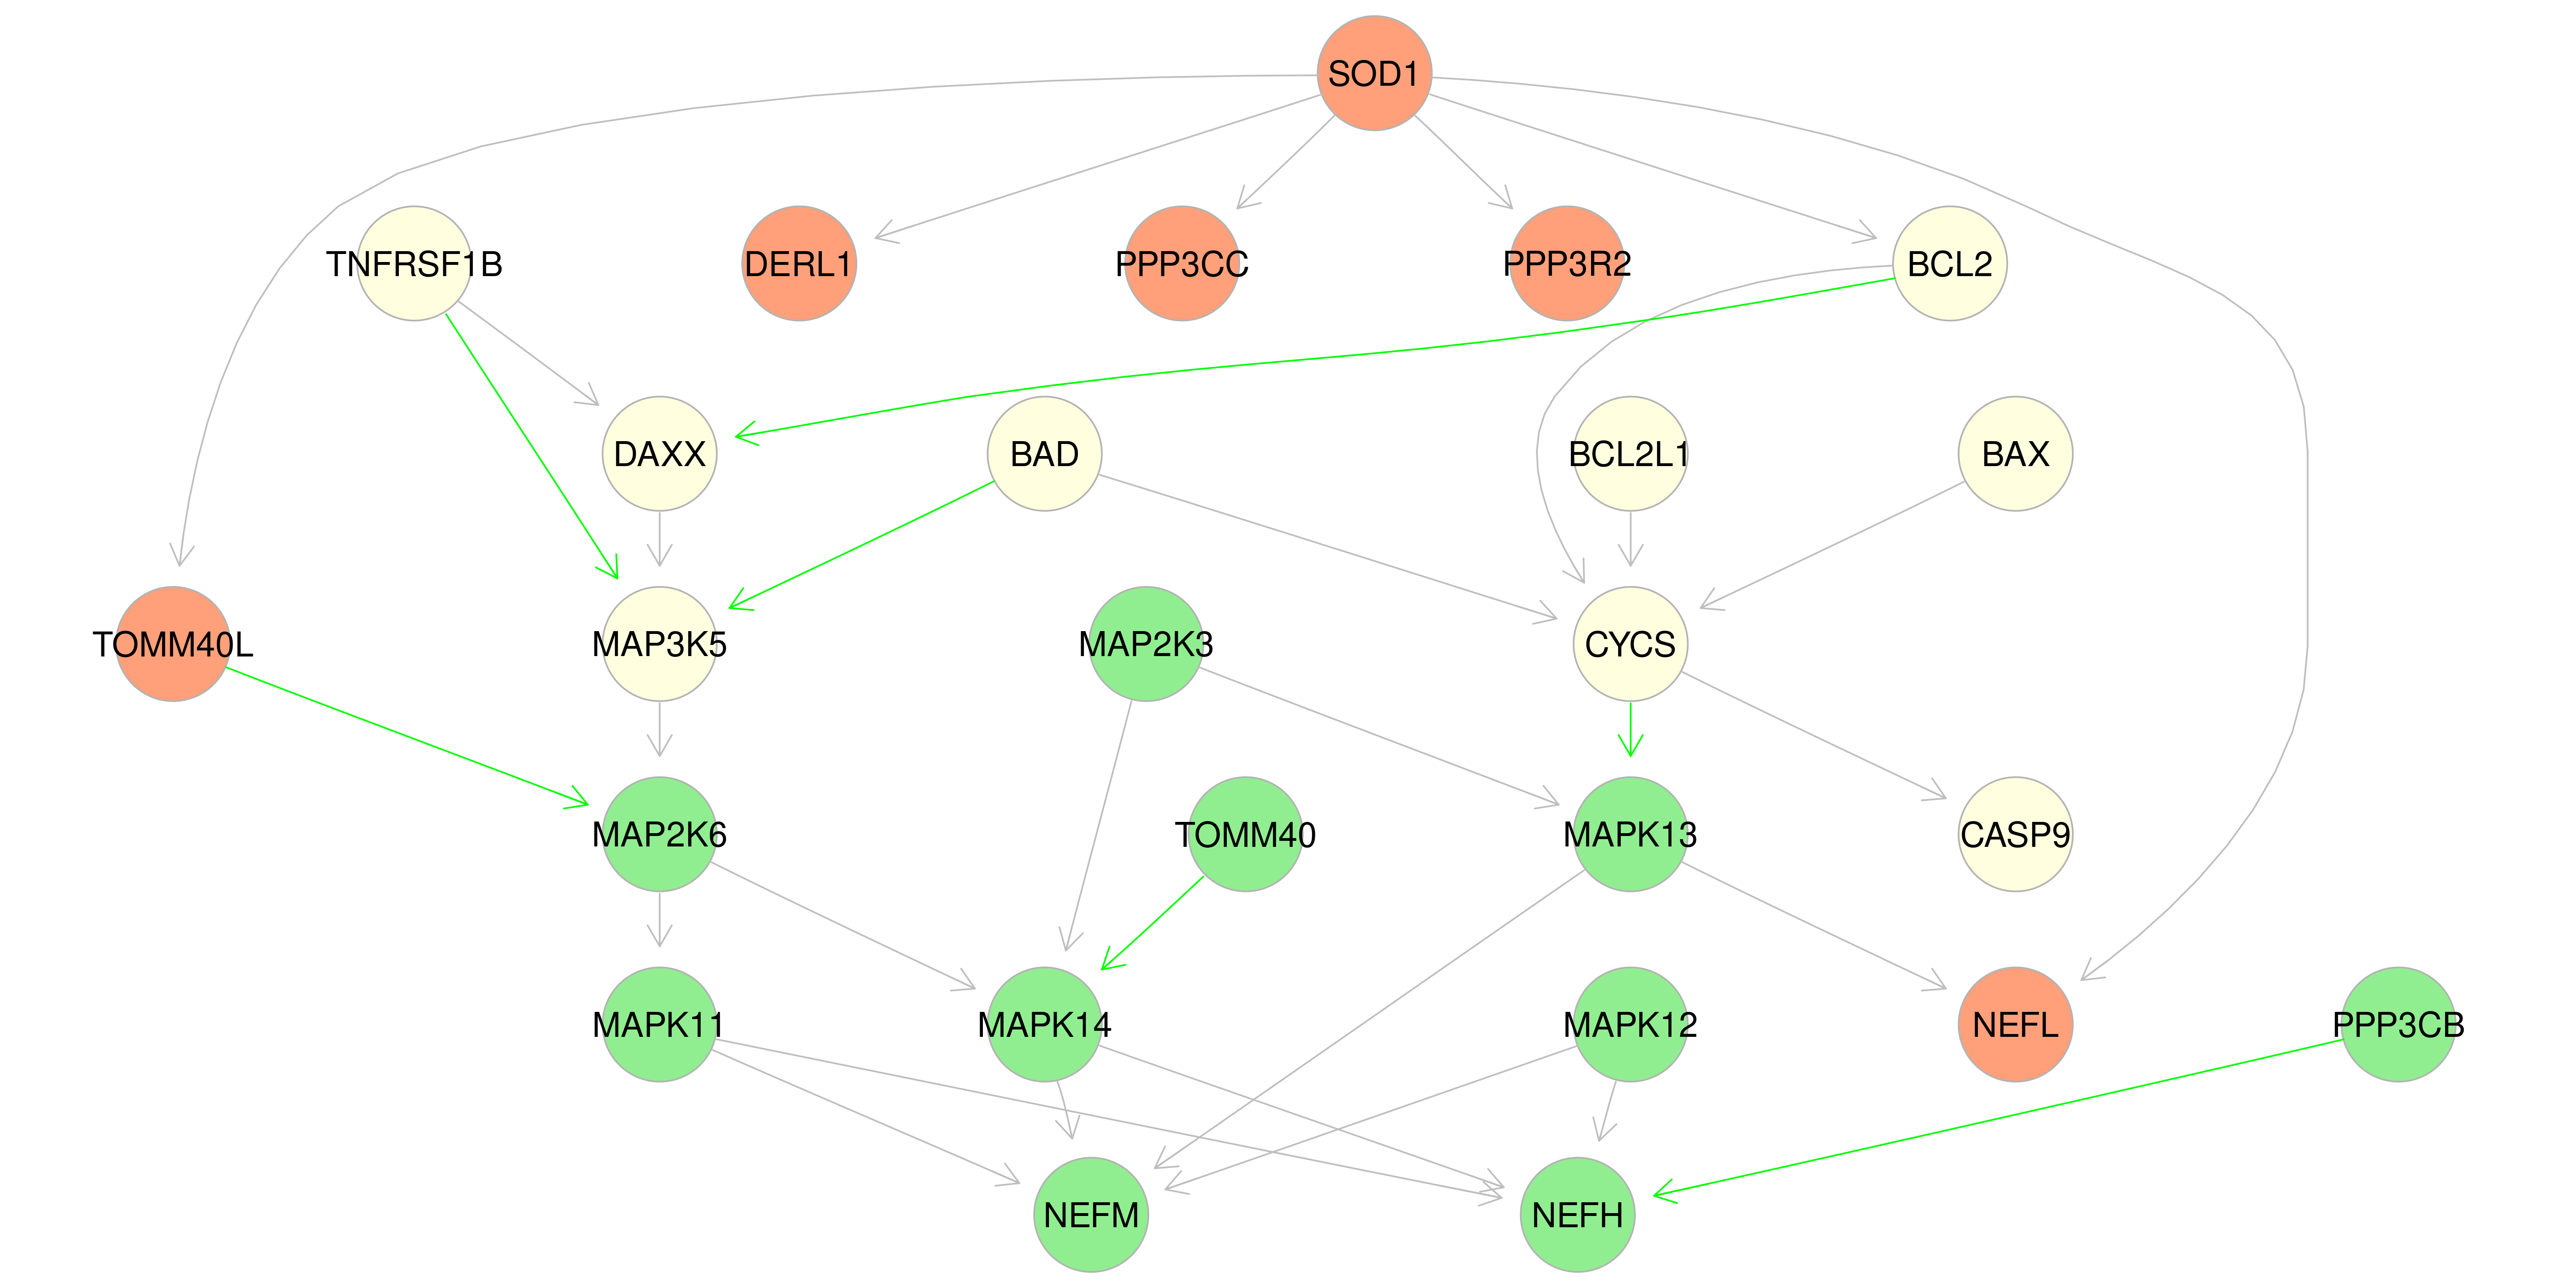 SOD1
TNFRSF1B
DERL1
PPP3CC
PPP3R2
BCL2
DAXX
BAD
BCL2L1
BAX
TOMM40L
MAP3K5
MAP2K3
CYCS
MAP2K6
TOMM40
MAPK13
CASP9
MAPK11
MAPK14
MAPK12
NEFL
PPP3CB
NEFM
NEFH